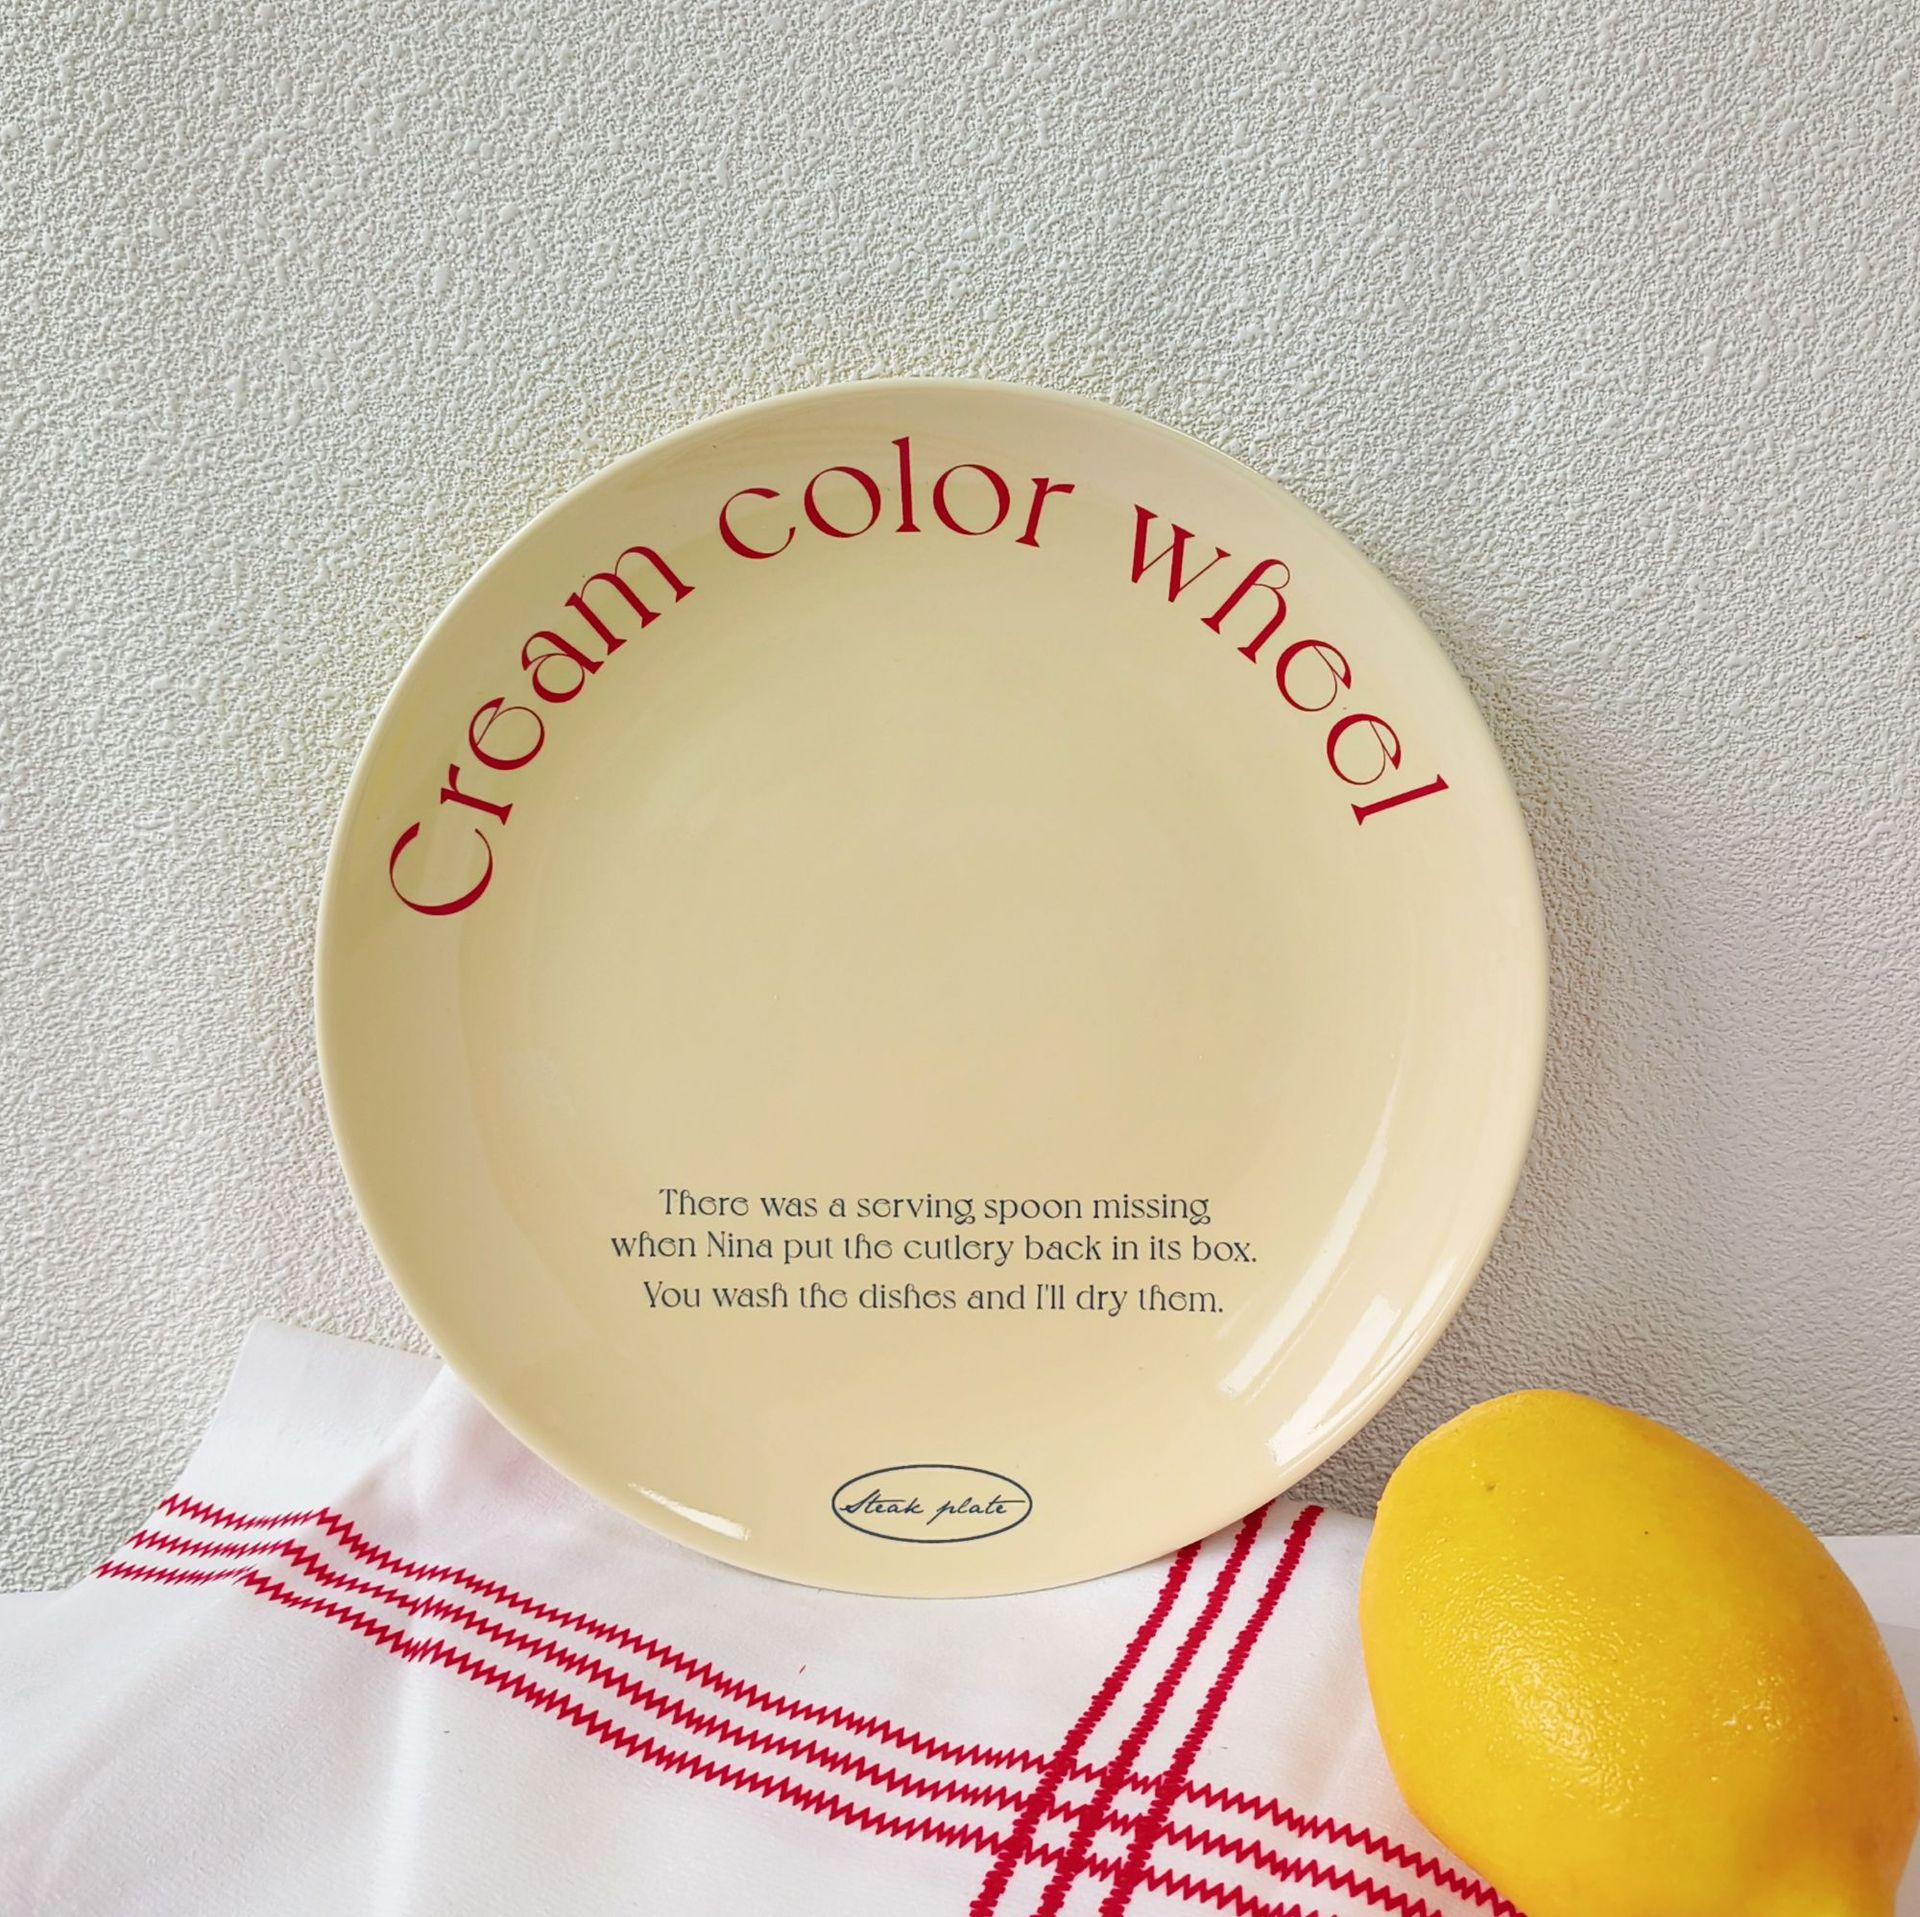 Cream color wheel
There was a serving spoon missing
when Nina put the cutlery back in its box.
You wash the dishes and I'll dry them.
Steak plate